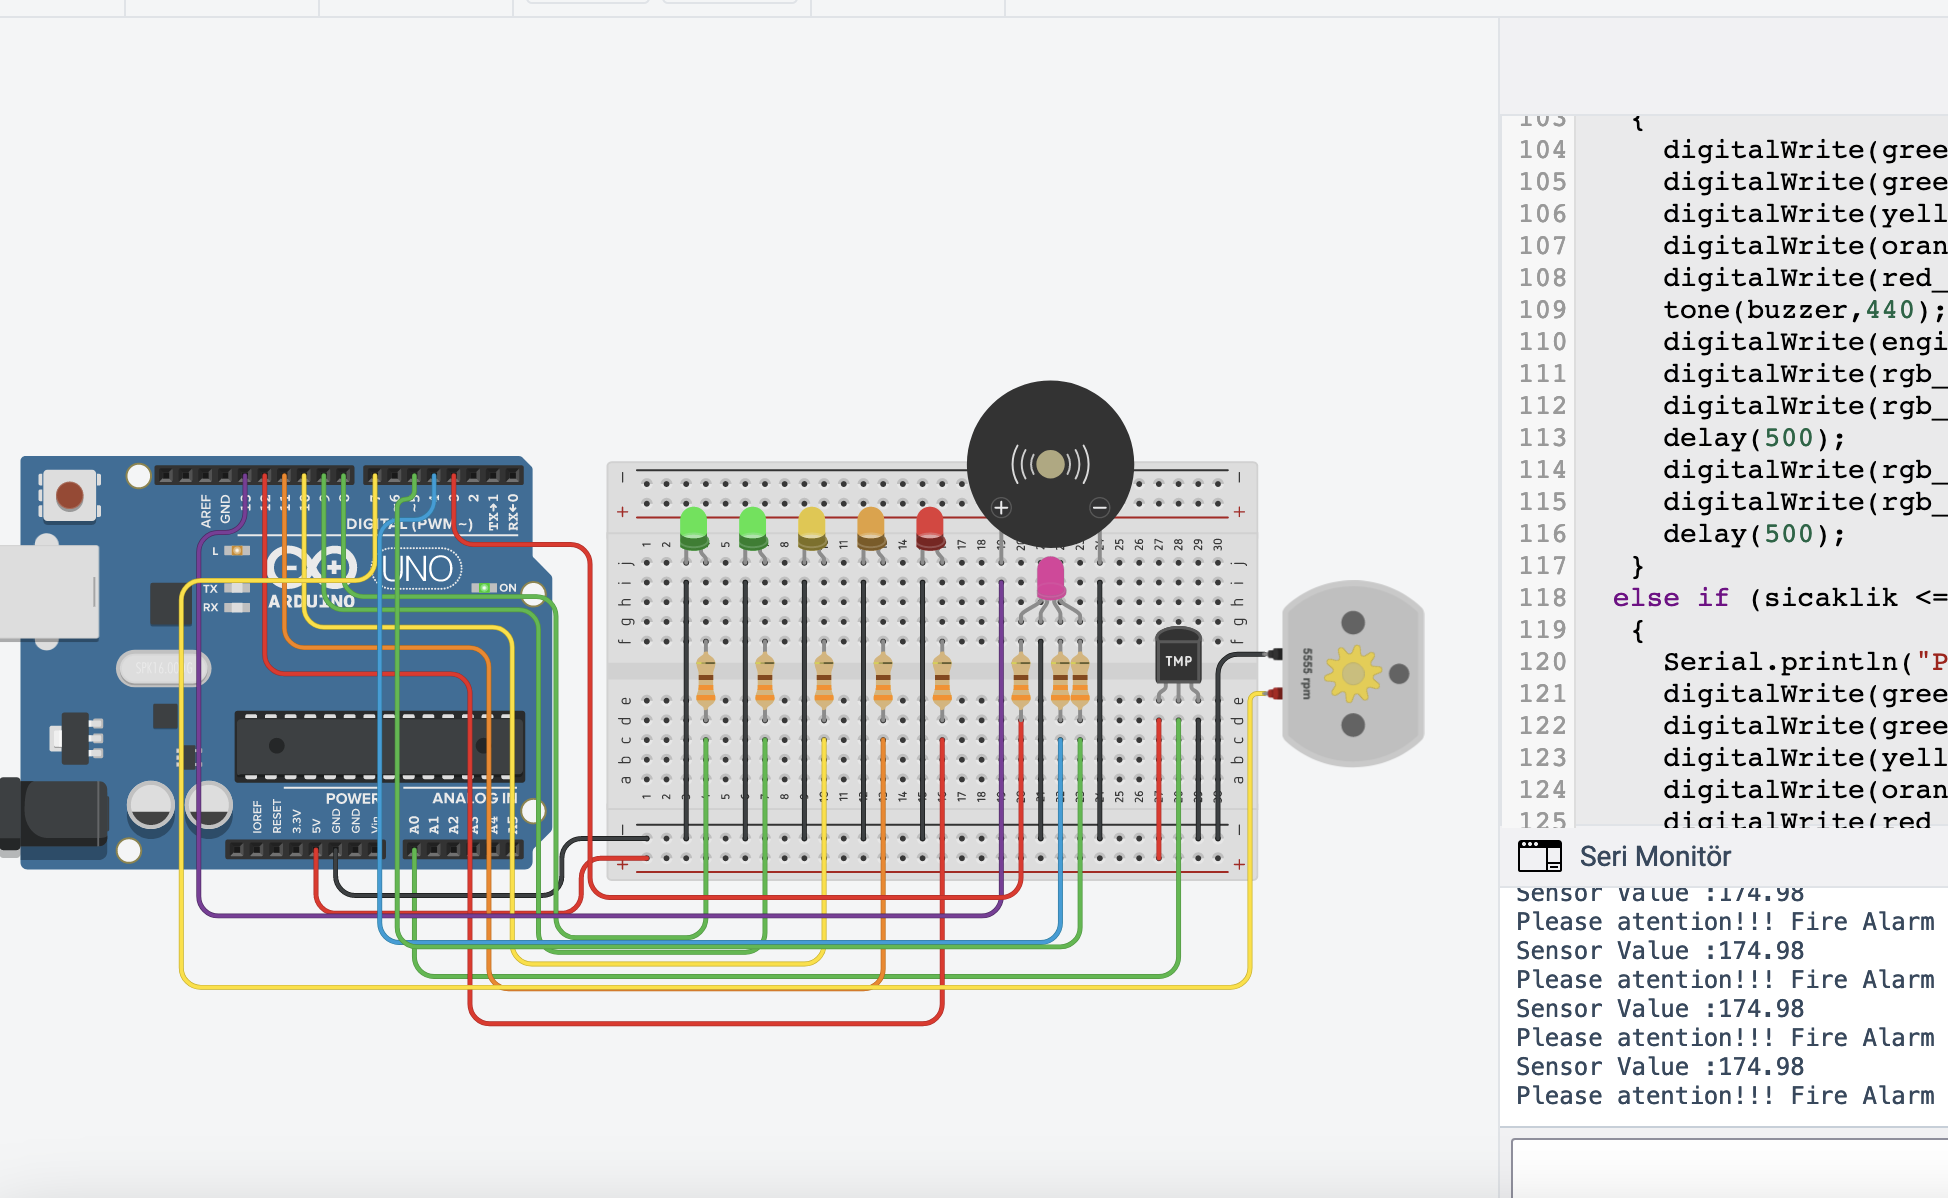 AREF
GND
13
12
11
10
9
8
7
~6
~5
4
3
2
TX→1
RX←0
DIGITAL (PWM~)
L
TX
RX
UNO
ARDUINO
ON
SPK16.000G
IOREF
RESET
3.3V
5V
GND
GND
Vin
POWER
ANALOG IN
A0
A1
A2
A3
A4
A5
TMP
5555 rpm
103 {
104 digitalWrite(gree
105 digitalWrite(gree
106 digitalWrite(yell
107 digitalWrite(oran
108 digitalWrite(red_
109 tone(buzzer,440);
110 digitalWrite(engi
111 digitalWrite(rgb_
112 digitalWrite(rgb_
113 delay(500);
114 digitalWrite(rgb_
115 digitalWrite(rgb_
116 delay(500);
117 }
118 else if (sicaklik <=
119 {
120 Serial.println("P
121 digitalWrite(gree
122 digitalWrite(gree
123 digitalWrite(yell
124 digitalWrite(oran
125 digitalWrite(red
Seri Monitör
Sensor Value :174.98
Please atention!!! Fire Alarm
Sensor Value :174.98
Please atention!!! Fire Alarm
Sensor Value :174.98
Please atention!!! Fire Alarm
Sensor Value :174.98
Please atention!!! Fire Alarm